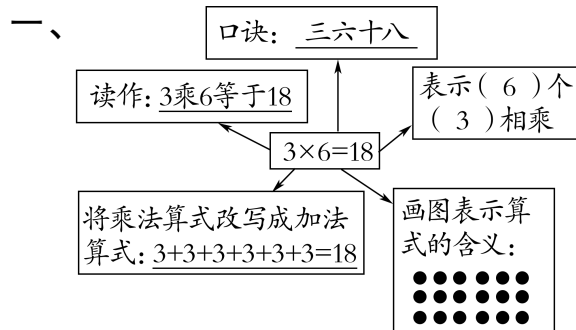 一、
口诀：三六十八
读作：3乘6等于18
表示（ 6 ）个
（ 3 ）相乘
3×6=18
将乘法算式改写成加法
算式：3+3+3+3+3+3=18
画图表示算
式的含义：